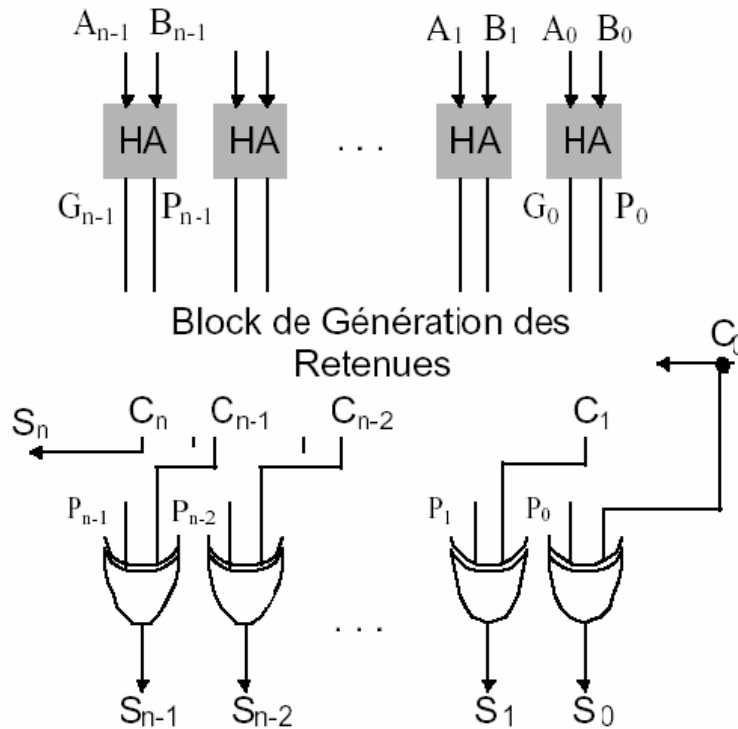 Aₙ₋₁ Bₙ₋₁ A₁ B₁ A₀ B₀
HA HA . . . HA HA
Gₙ₋₁ Pₙ₋₁ G₀ P₀
Block de Génération des
Retenues
C₀
Sₙ Cₙ Cₙ₋₁ Cₙ₋₂ C₁
Pₙ₋₁ Pₙ₋₂ P₁ P₀
. . .
Sₙ₋₁ Sₙ₋₂ S₁ S₀